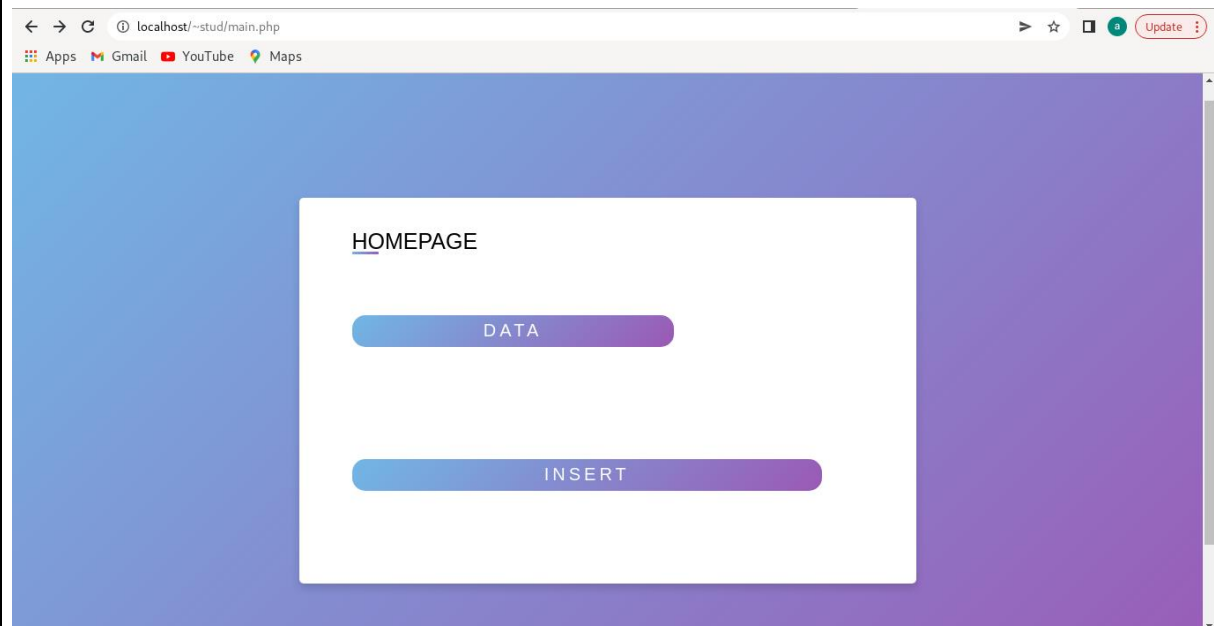 localhost/~stud/main.php
a
Update
Apps Gmail YouTube Maps
HOMEPAGE
DATA
INSERT